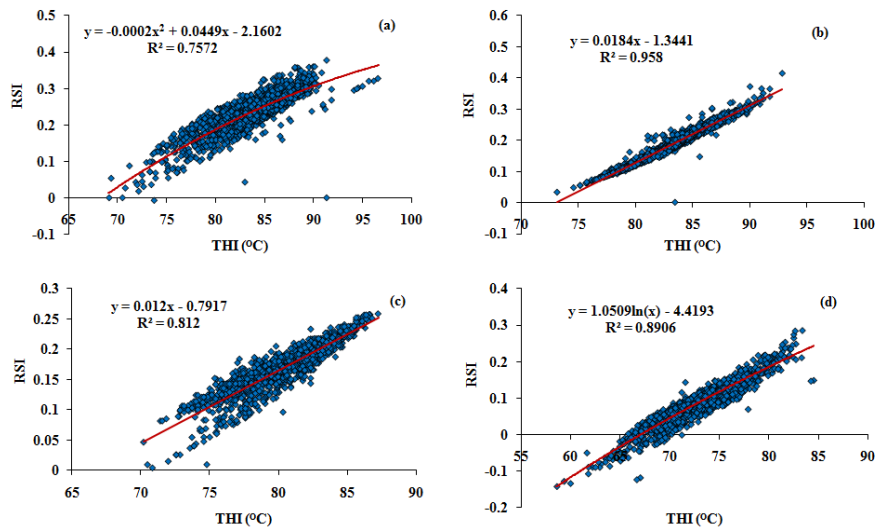 (a)
y = -0.0002x² + 0.0449x - 2.1602
R² = 0.7572
RSI
0.5
0.4
0.3
0.2
0.1
0
-0.1
65 70 75 80 85 90 95 100
THI (⁰C)
(b)
y = 0.0184x - 1.3441
R² = 0.958
RSI
0.5
0.4
0.3
0.2
0.1
0
-0.1
70 75 80 85 90 95 100
THI (⁰C)
(c)
y = 0.012x - 0.7917
R² = 0.812
RSI
0.3
0.25
0.2
0.15
0.1
0.05
0
65 70 75 80 85 90
THI (⁰C)
(d)
y = 1.0509ln(x) - 4.4193
R² = 0.8906
RSI
0.4
0.3
0.2
0.1
0
-0.1
-0.2
55 60 65 70 75 80 85 90
THI (⁰C)